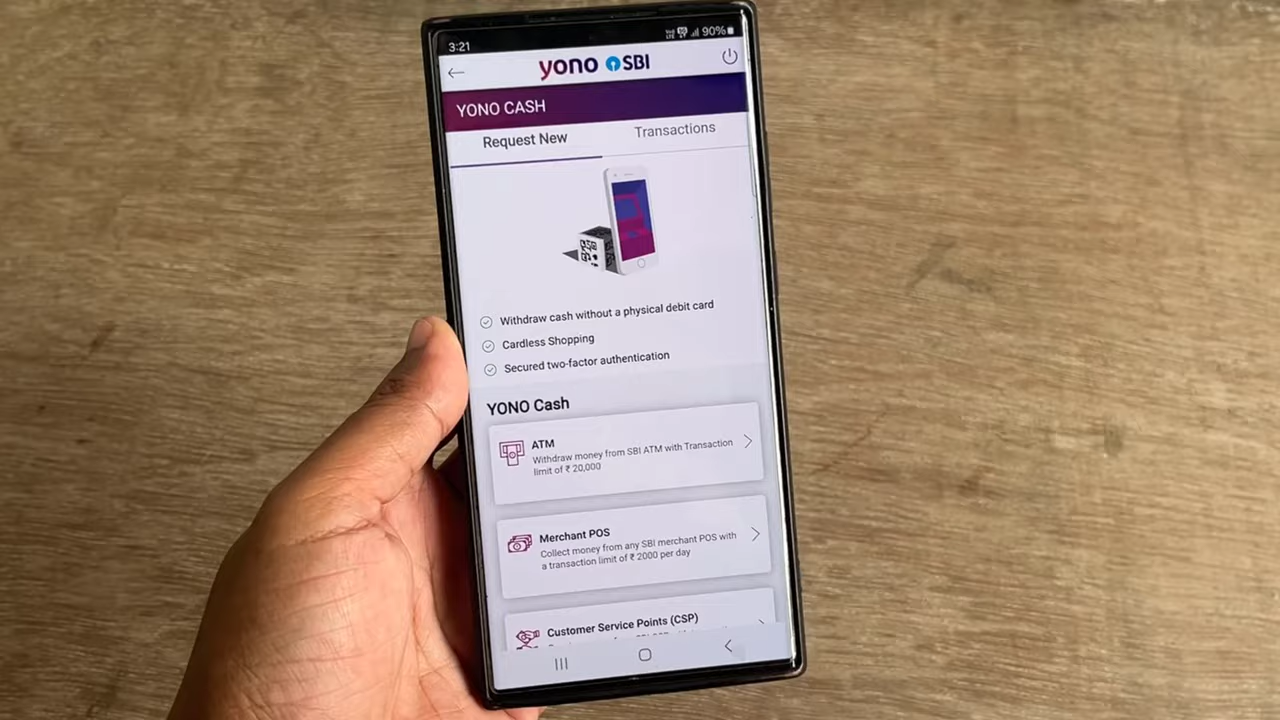 3:21
90%
yono SBI
YONO CASH
Request New
Transactions
Withdraw cash without a physical debit card
Cardless Shopping
Secured two-factor authentication
YONO Cash
ATM
Withdraw money from SBI ATM with Transaction
limit of ₹ 20,000
Merchant POS
Collect money from any SBI merchant POS with
a transaction limit of ₹ 2000 per day
Customer Service Points (CSP)